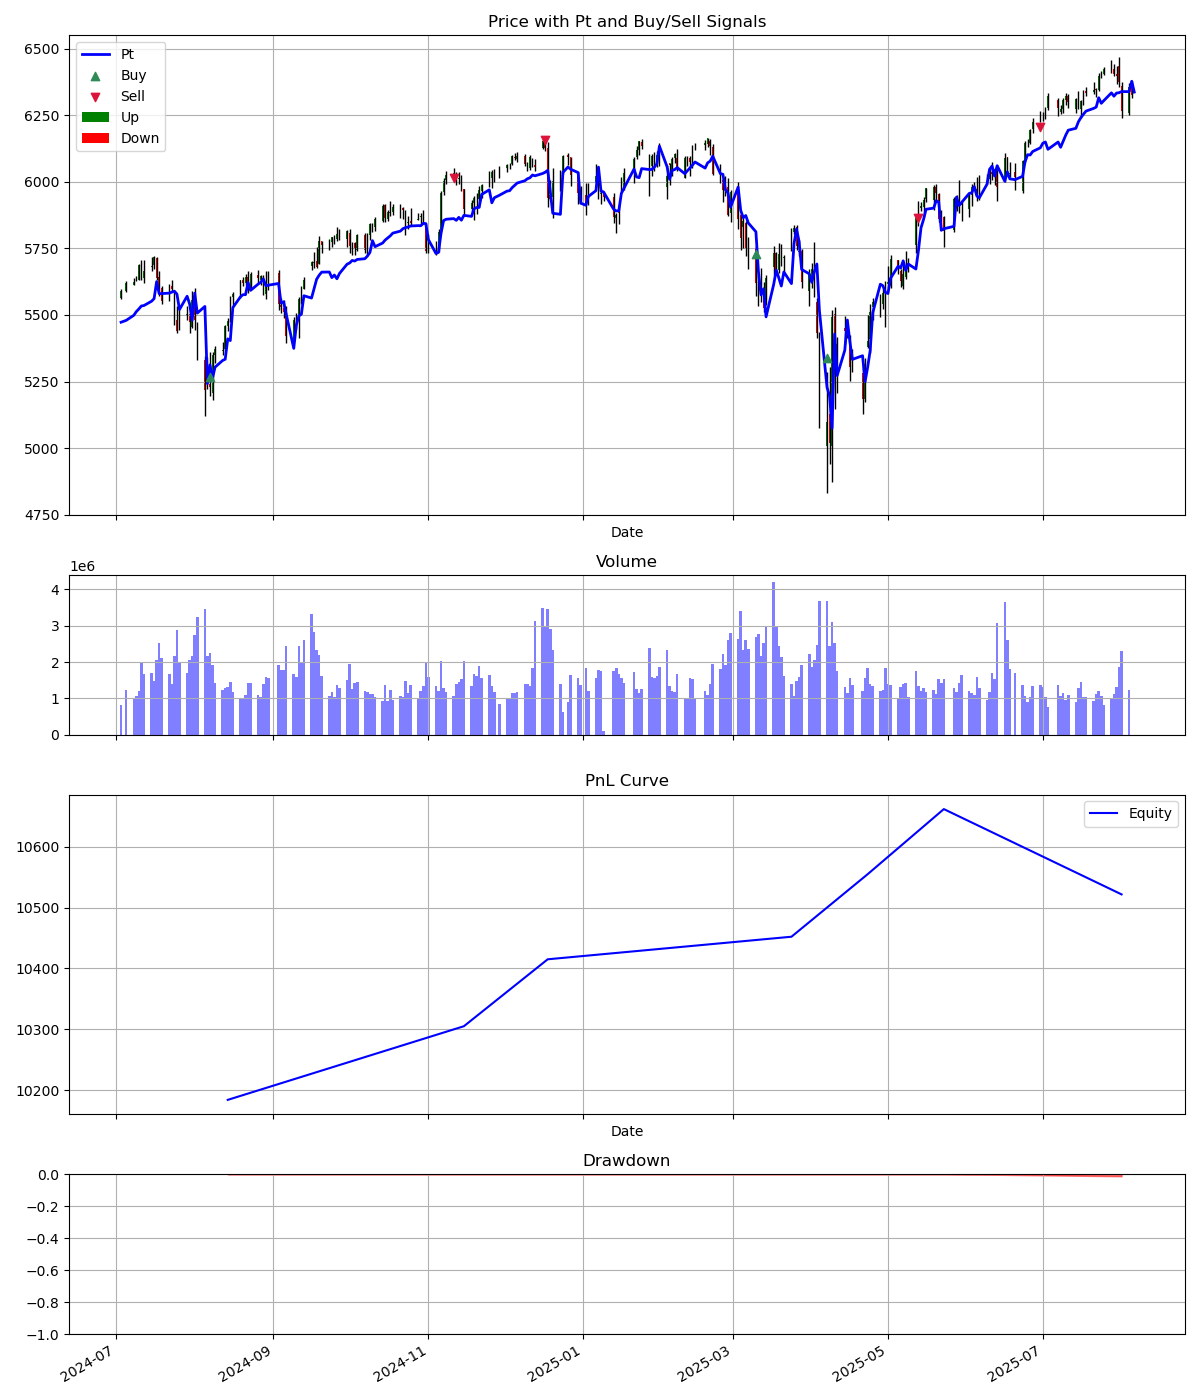 Price with Pt and Buy/Sell Signals
6500
6250
6000
5750
5500
5250
5000
4750
Pt
Buy
Sell
Up
Down
Date
Volume
1e6
4
3
2
1
0
PnL Curve
10600
10500
10400
10300
10200
Equity
Date
Drawdown
0.0
−0.2
−0.4
−0.6
−0.8
−1.0
2024-07
2024-09
2024-11
2025-01
2025-03
2025-05
2025-07